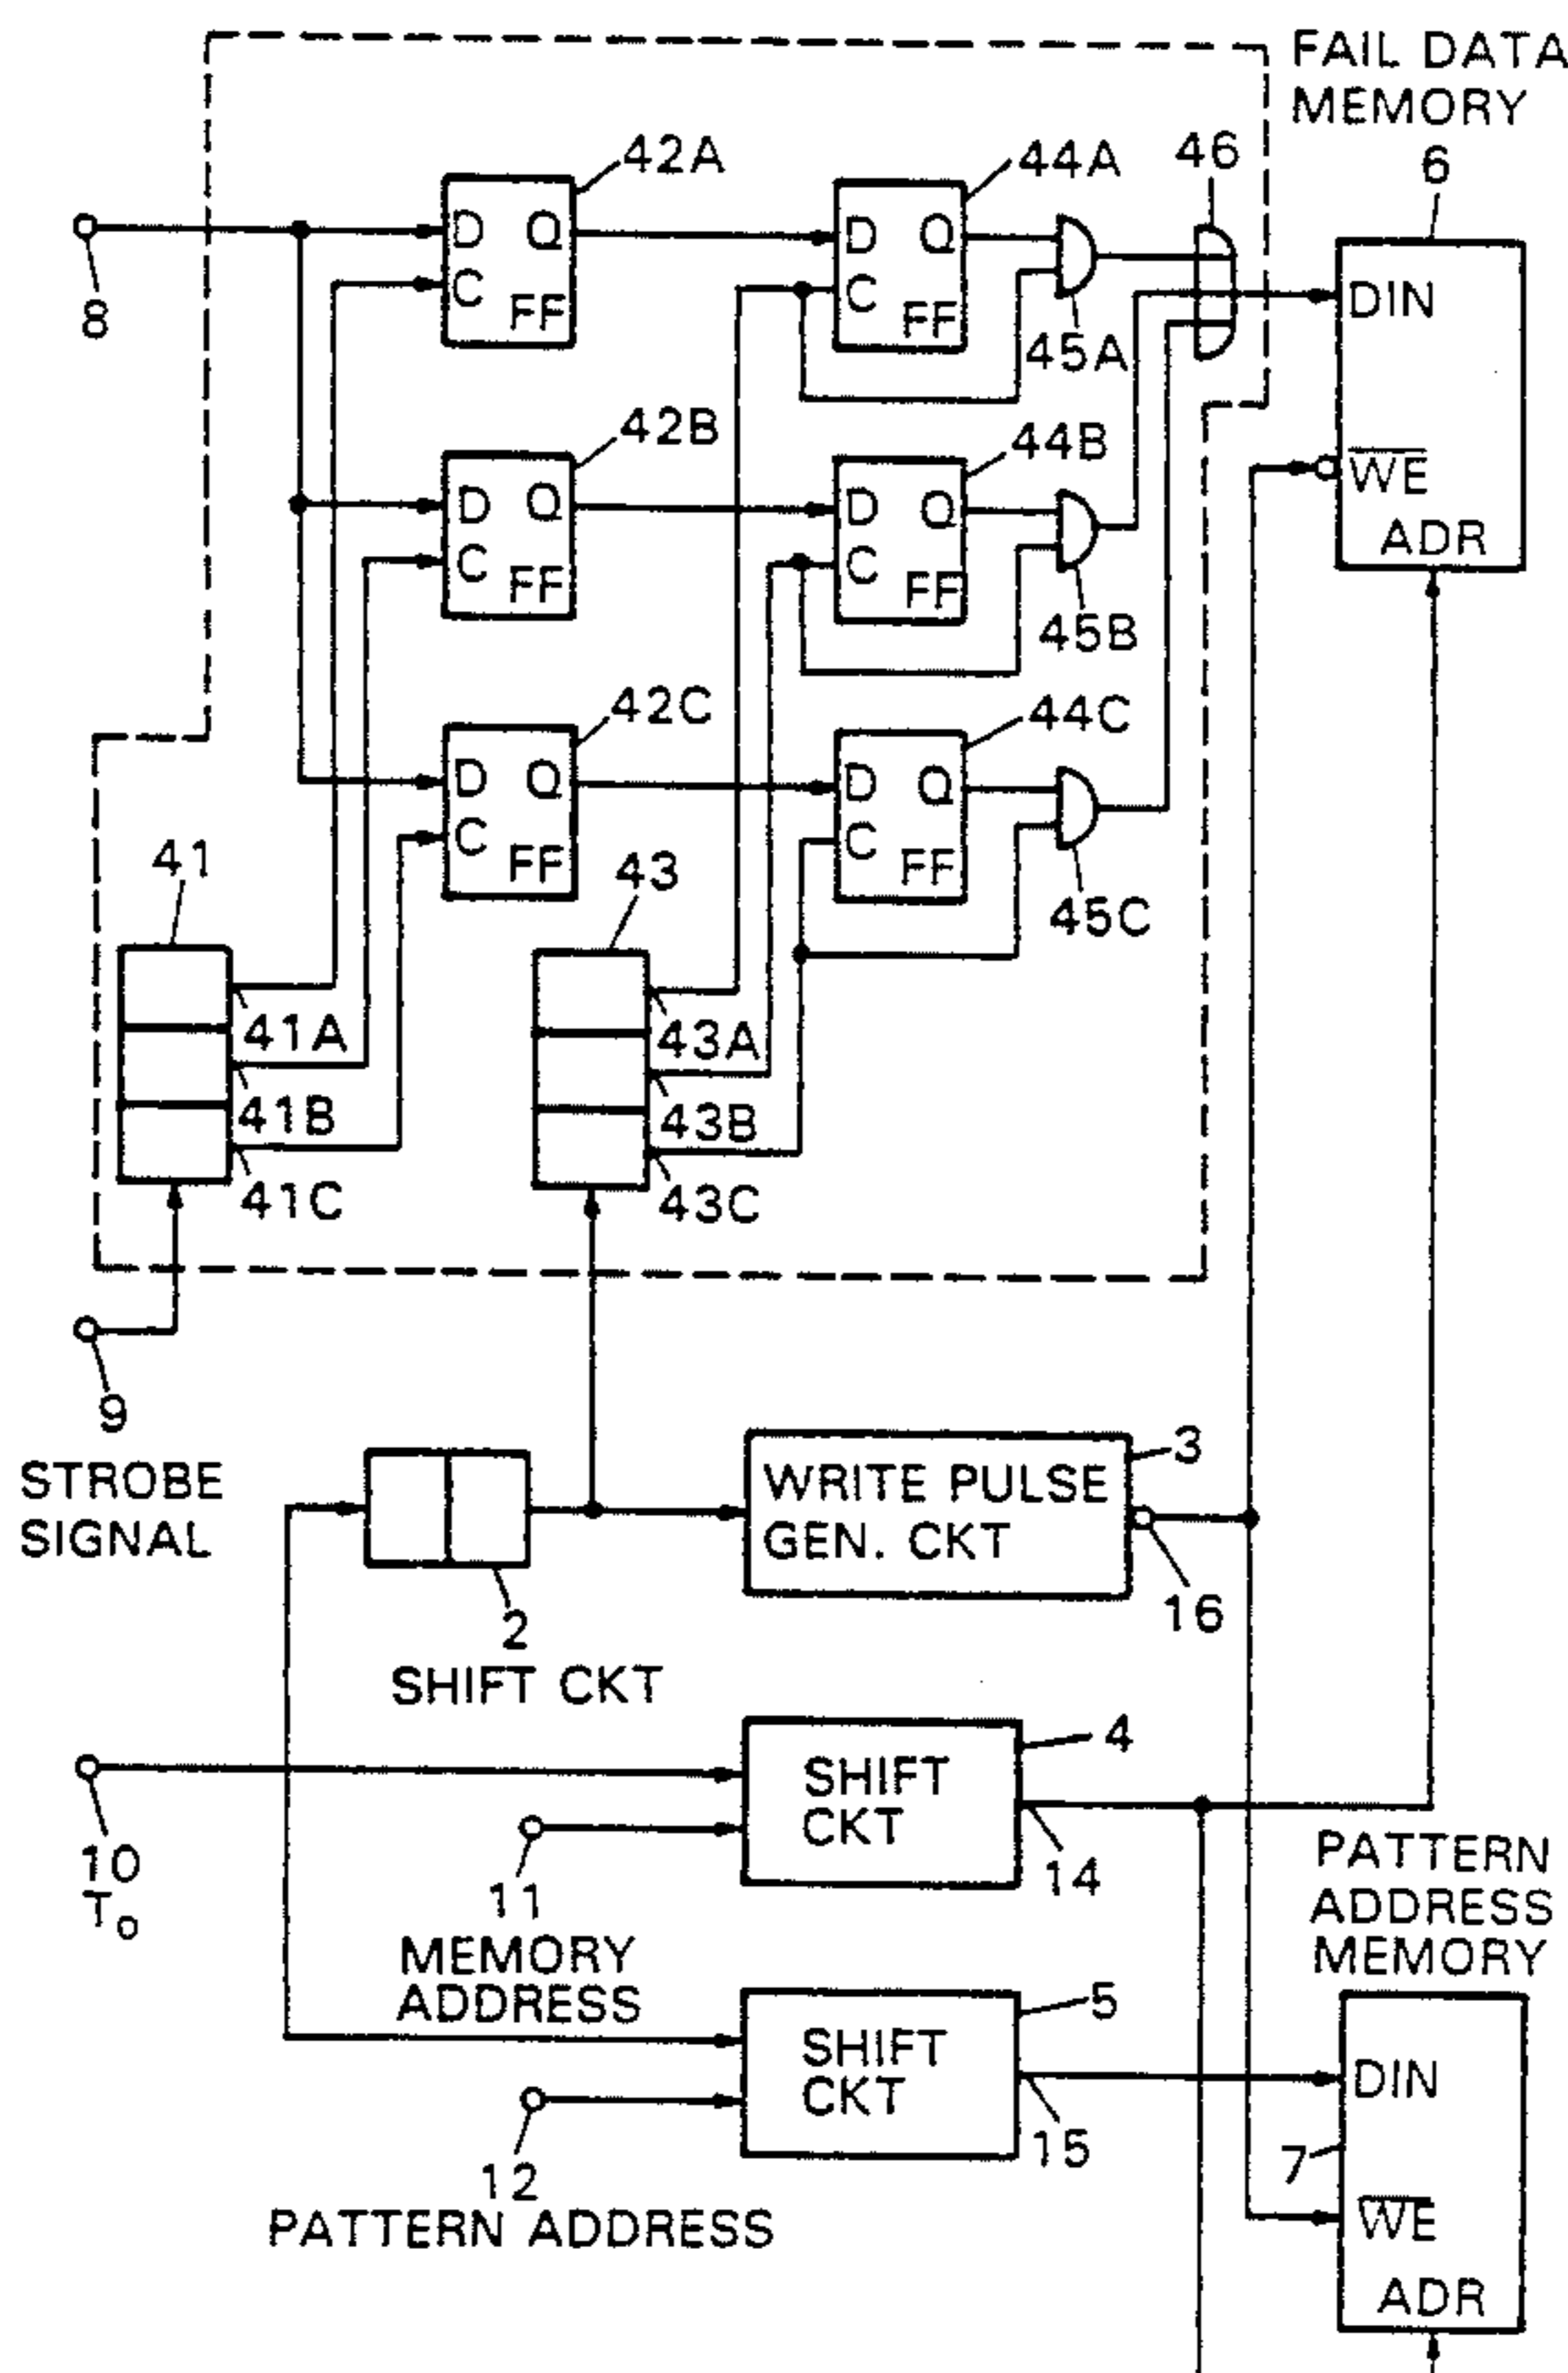 FAIL DATA
MEMORY
6
46
42A
44A
D Q
C
FF
D Q
C
FF
45A
8
DIN
WE
ADR
42B
44B
D Q
C
FF
D Q
C
FF
45B
42C
44C
D Q
C
FF
D Q
C
FF
45C
41
43
41A
41B
41C
43A
43B
43C
9
STROBE
SIGNAL
2
SHIFT CKT
WRITE PULSE
GEN. CKT
3
16
10
To
11
MEMORY
ADDRESS
SHIFT
CKT
4
14
PATTERN
ADDRESS
MEMORY
12
PATTERN ADDRESS
SHIFT
CKT
5
15
7
DIN
WE
ADR